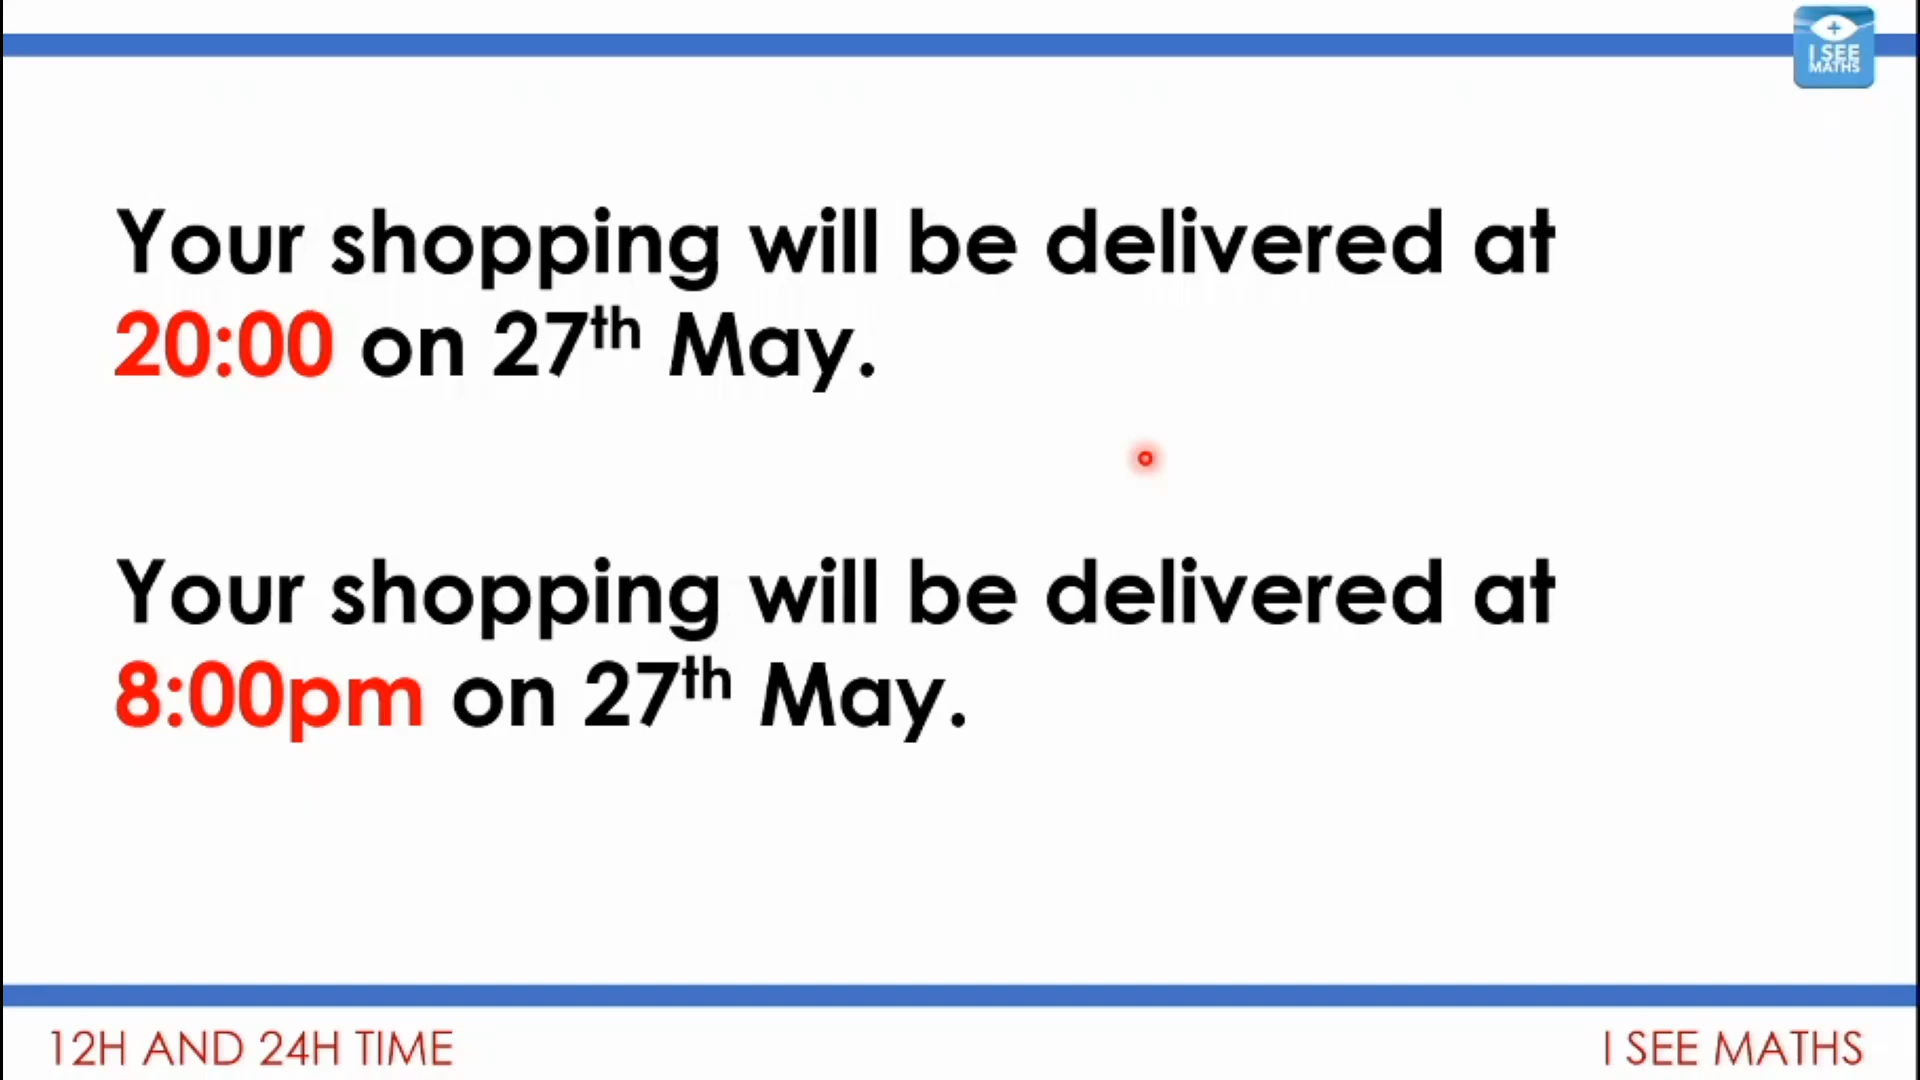 I SEE
MATHS
Your shopping will be delivered at
20:00 on 27th May.
Your shopping will be delivered at
8:00pm on 27th May.
12H AND 24H TIME
I SEE MATHS